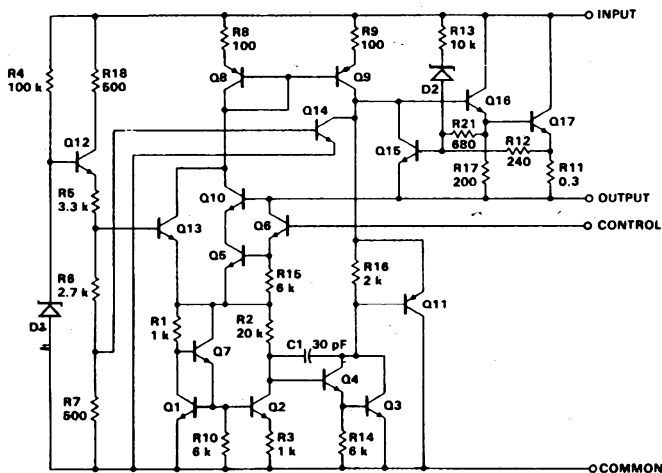 INPUT
R8
100
R9
100
R13
10 k
R4
100 k
R18
500
Q8
Q9
D2
Q16
Q14
Q17
Q12
R21
680
R12
240
Q15
R17
200
R11
0.3
R5
3.3 k
Q10
OUTPUT
Q6
CONTROL
Q13
Q5
R15
6 k
R16
2 k
R6
2.7 k
Q11
D1
R1
1 k
R2
20 k
C1
30 pF
Q7
Q4
Q3
R7
500
Q1
Q2
R10
6 k
R3
1 k
R14
6 k
COMMON